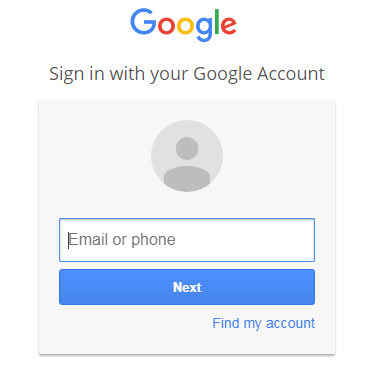 Google
Sign in with your Google Account
Email or phone
Next
Find my account